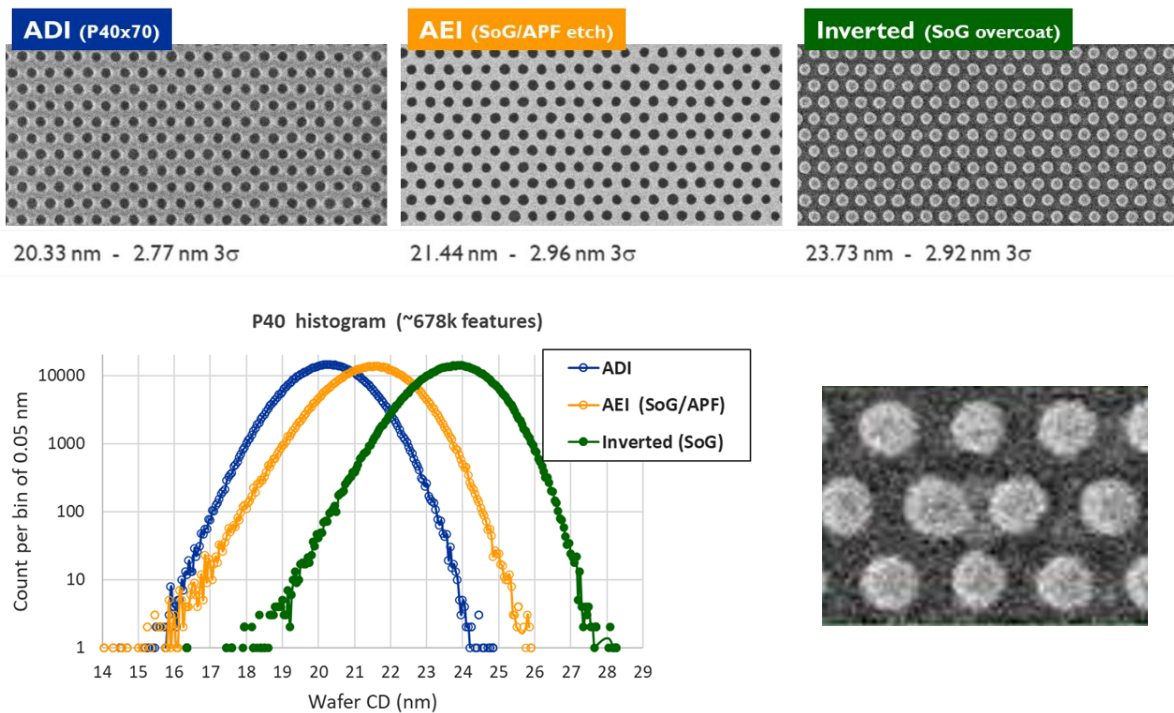 ADI (P40x70)
AEI (SoG/APF etch)
Inverted (SoG overcoat)
20.33 nm - 2.77 nm 3σ
21.44 nm - 2.96 nm 3σ
23.73 nm - 2.92 nm 3σ
P40 histogram (~678k features)
ADI
AEI (SoG/APF)
Inverted (SoG)
Count per bin of 0.05 nm
10000
1000
100
10
1
14 15 16 17 18 19 20 21 22 23 24 25 26 27 28 29
Wafer CD (nm)